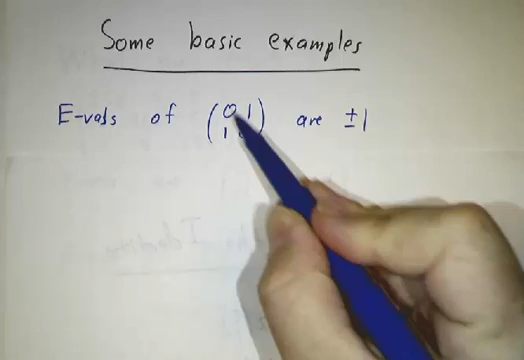 Some basic examples
E-vals of (0 1 1 0) are ±1